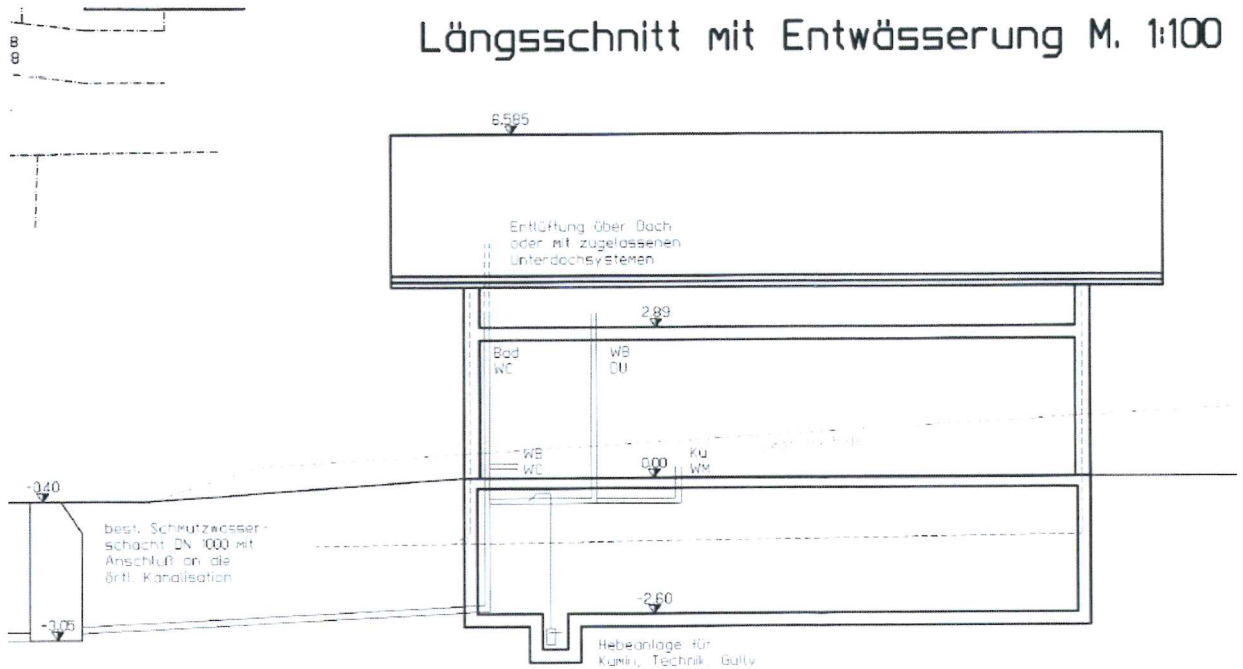 B
8
Längsschnitt mit Entwässerung M. 1:100
6.585
Entlüftung über Dach
oder mit zugelassenen
Unterdachsystemen
2.89
Bad
WC
WB
DU
WB
WC
0.00
Kü
WM
-0.40
best. Schmutzwasser-
schacht DN 1000 mit
Anschluß an die
örtl. Kanalisation
-3.05
-2.60
Hebeanlage für
Kamin, Technik, Gully